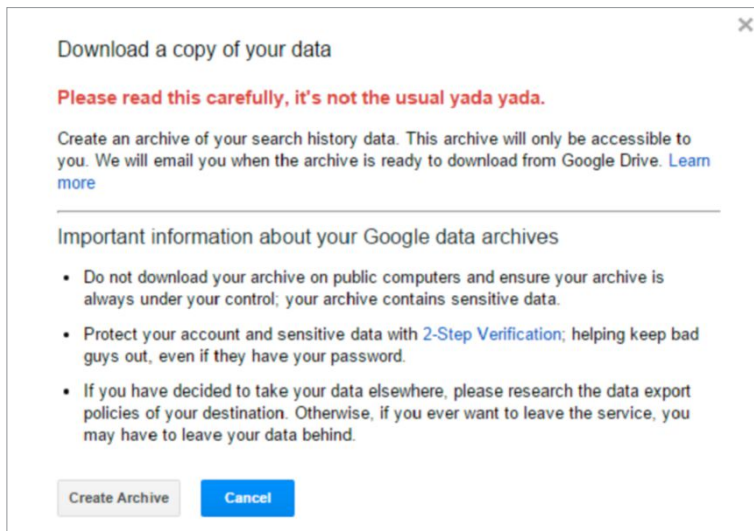 Download a copy of your data
Please read this carefully, it's not the usual yada yada.
Create an archive of your search history data. This archive will only be accessible to
you. We will email you when the archive is ready to download from Google Drive. Learn
more
Important information about your Google data archives
• Do not download your archive on public computers and ensure your archive is
always under your control; your archive contains sensitive data.
• Protect your account and sensitive data with 2-Step Verification; helping keep bad
guys out, even if they have your password.
• If you have decided to take your data elsewhere, please research the data export
policies of your destination. Otherwise, if you ever want to leave the service, you
may have to leave your data behind.
Create Archive Cancel